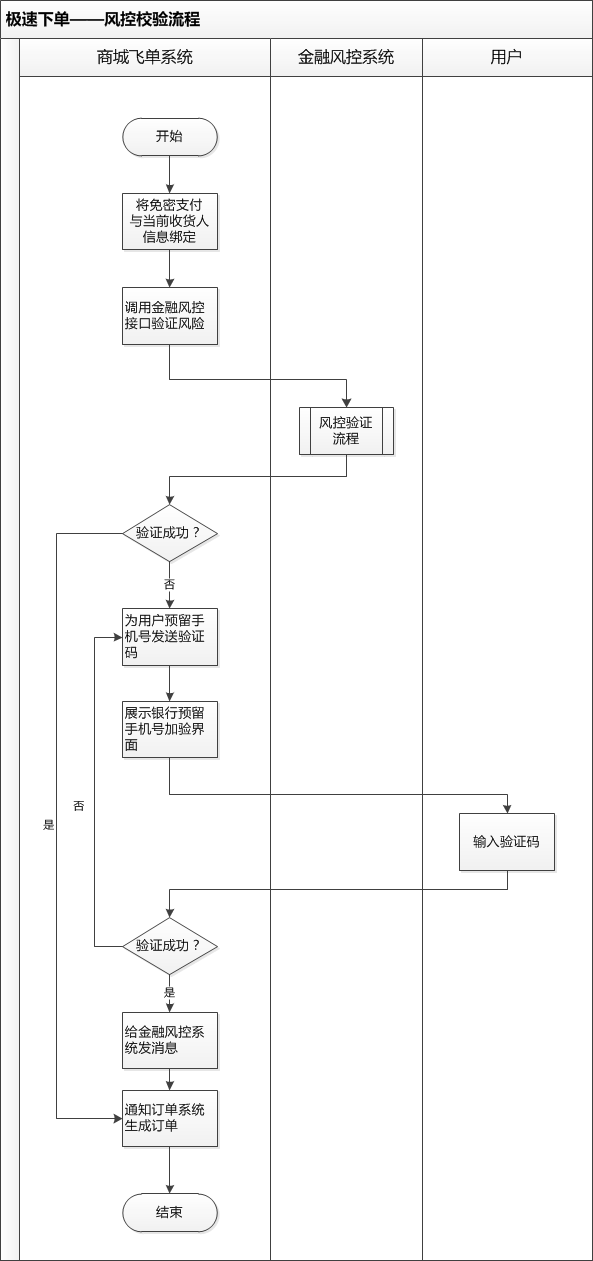 极速下单——风控校验流程
商城飞单系统
金融风控系统
用户
开始
将免密支付
与当前收货人
信息绑定
调用金融风控
接口验证风险
风控验证
流程
验证成功？
否
为用户预留手
机号发送验证
码
展示银行预留
手机号加验界
面
否
是
输入验证码
验证成功？
是
给金融风控系
统发消息
通知订单系统
生成订单
结束